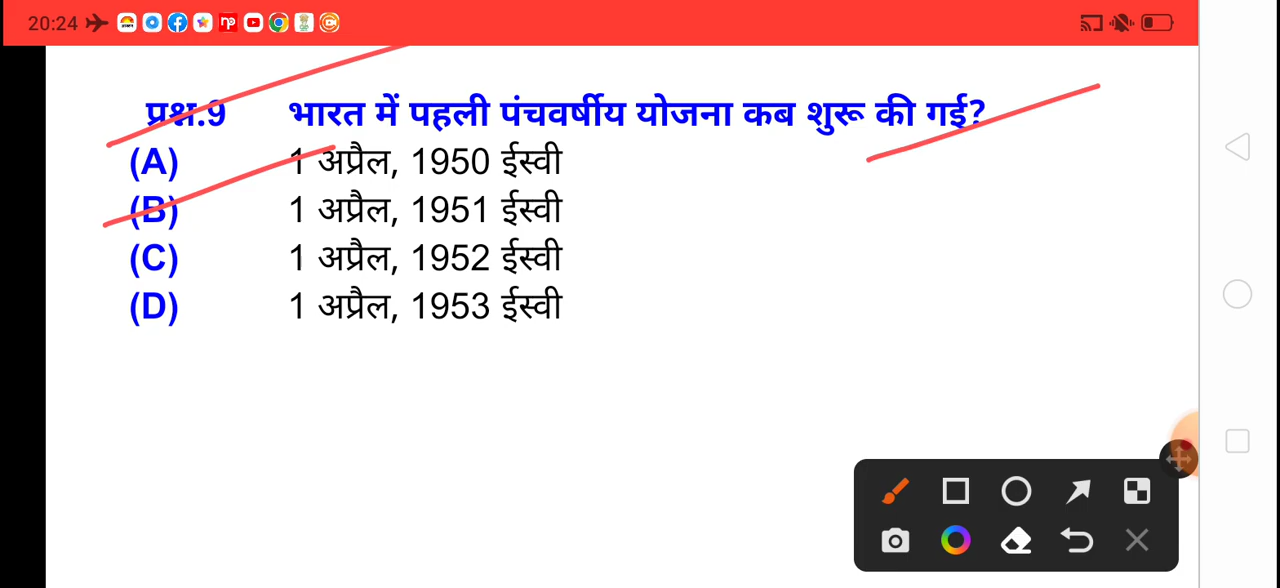 20:24
प्रश्न.9 भारत में पहली पंचवर्षीय योजना कब शुरू की गई?
(A) 1 अप्रैल, 1950 ईस्वी
(B) 1 अप्रैल, 1951 ईस्वी
(C) 1 अप्रैल, 1952 ईस्वी
(D) 1 अप्रैल, 1953 ईस्वी